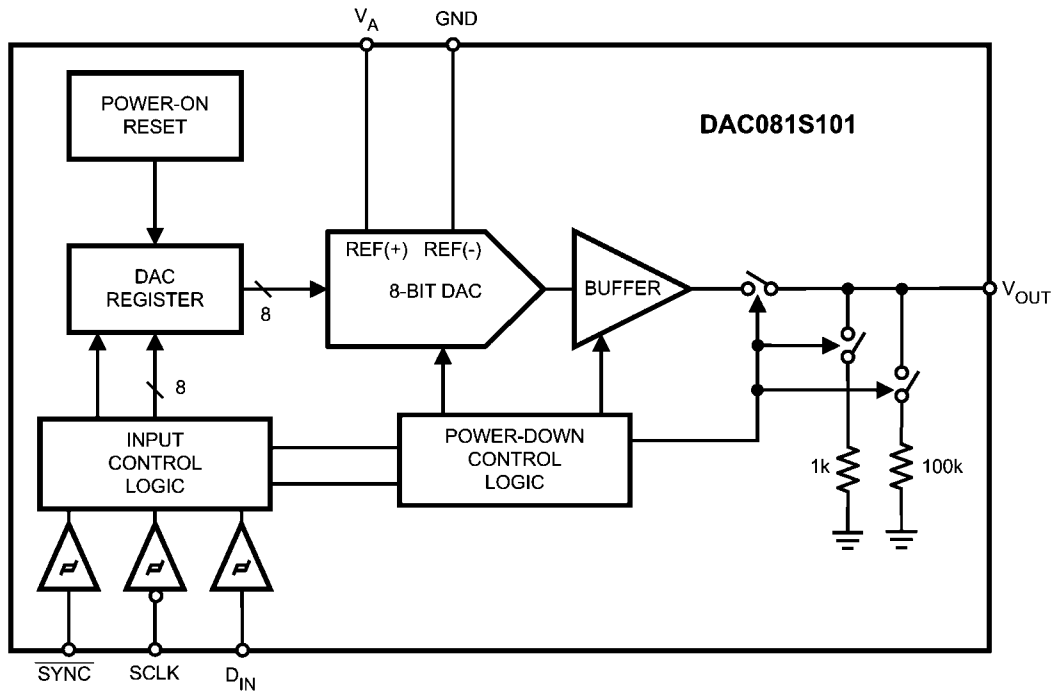 V_A
GND
POWER-ON
RESET
DAC081S101
REF(+) REF(-)
DAC
REGISTER
8
8-BIT DAC
BUFFER
V_OUT
8
INPUT
CONTROL
LOGIC
POWER-DOWN
CONTROL
LOGIC
1k
100k
S̅Y̅N̅C̅
SCLK
D_IN